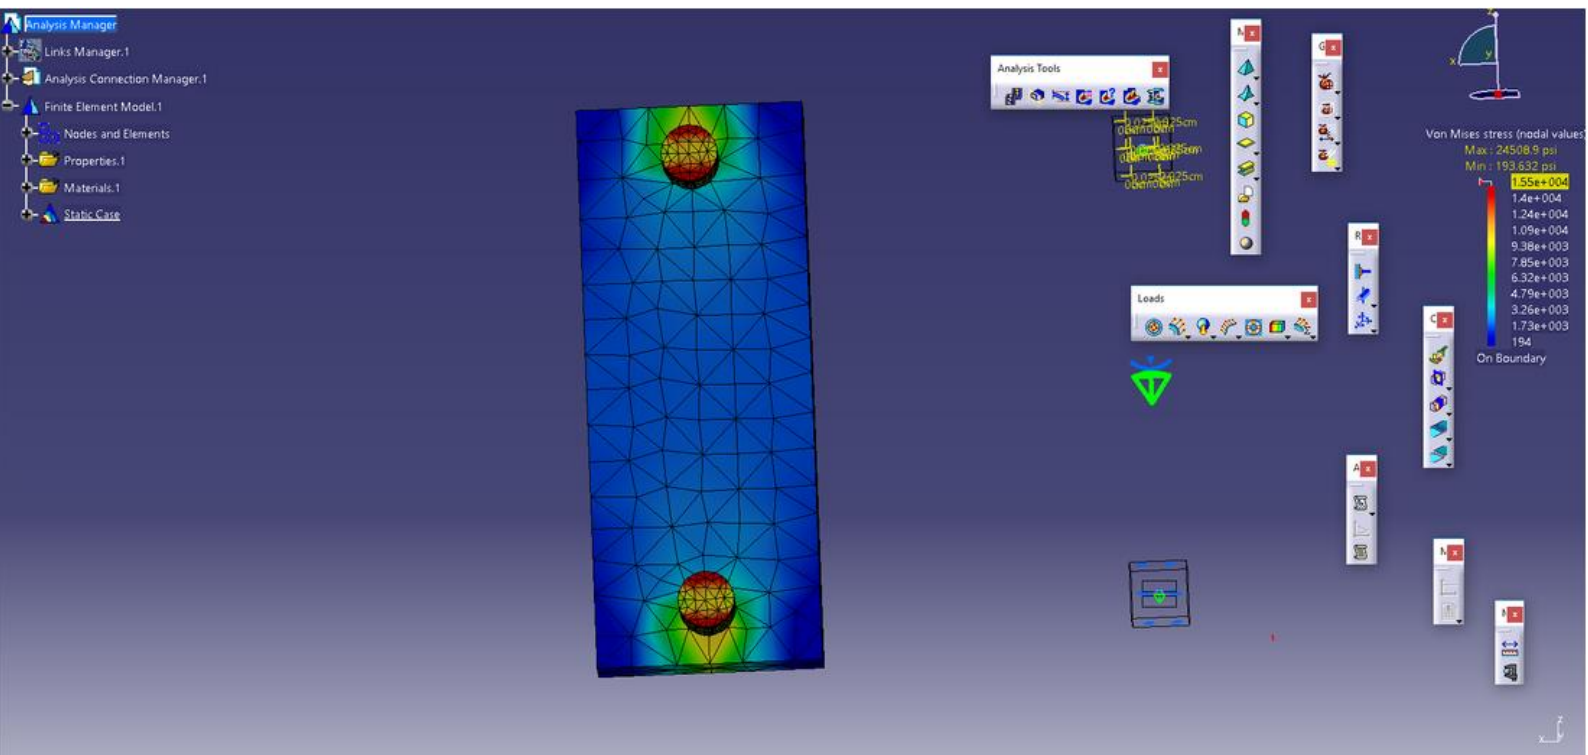 Analysis Manager
Links Manager.1
Analysis Connection Manager.1
Finite Element Model.1
Nodes and Elements
Properties.1
Materials.1
Static Case
Analysis Tools
Loads
N
G
R
C
A
N
M
z
x
y
Von Mises stress (nodal values)
Max : 24508.9 psi
Min : 193.632 psi
1.55e+004
1.4e+004
1.24e+004
1.09e+004
9.38e+003
7.85e+003
6.32e+003
4.79e+003
3.26e+003
1.73e+003
194
On Boundary